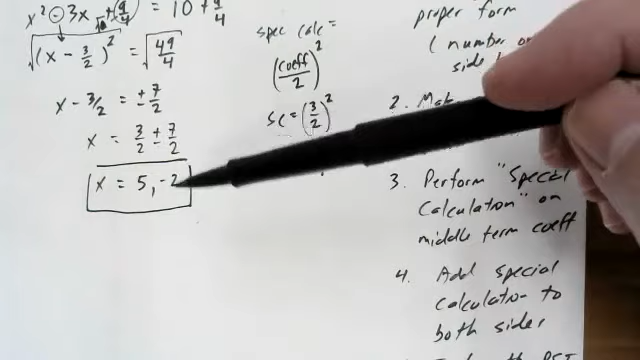 x² - 3x + (9/4) = 10 + 9/4
√(x - 3/2)² = √49/4
x - 3/2 = ± 7/2
x = 3/2 ± 7/2
x = 5, -2
spec calc =
(coeff/2)²
sc = (3/2)²
proper form
(number on
side
2. Make
3. Perform "Special
Calculation" on
middle term coeff
4. Add special
calculation to
both sides